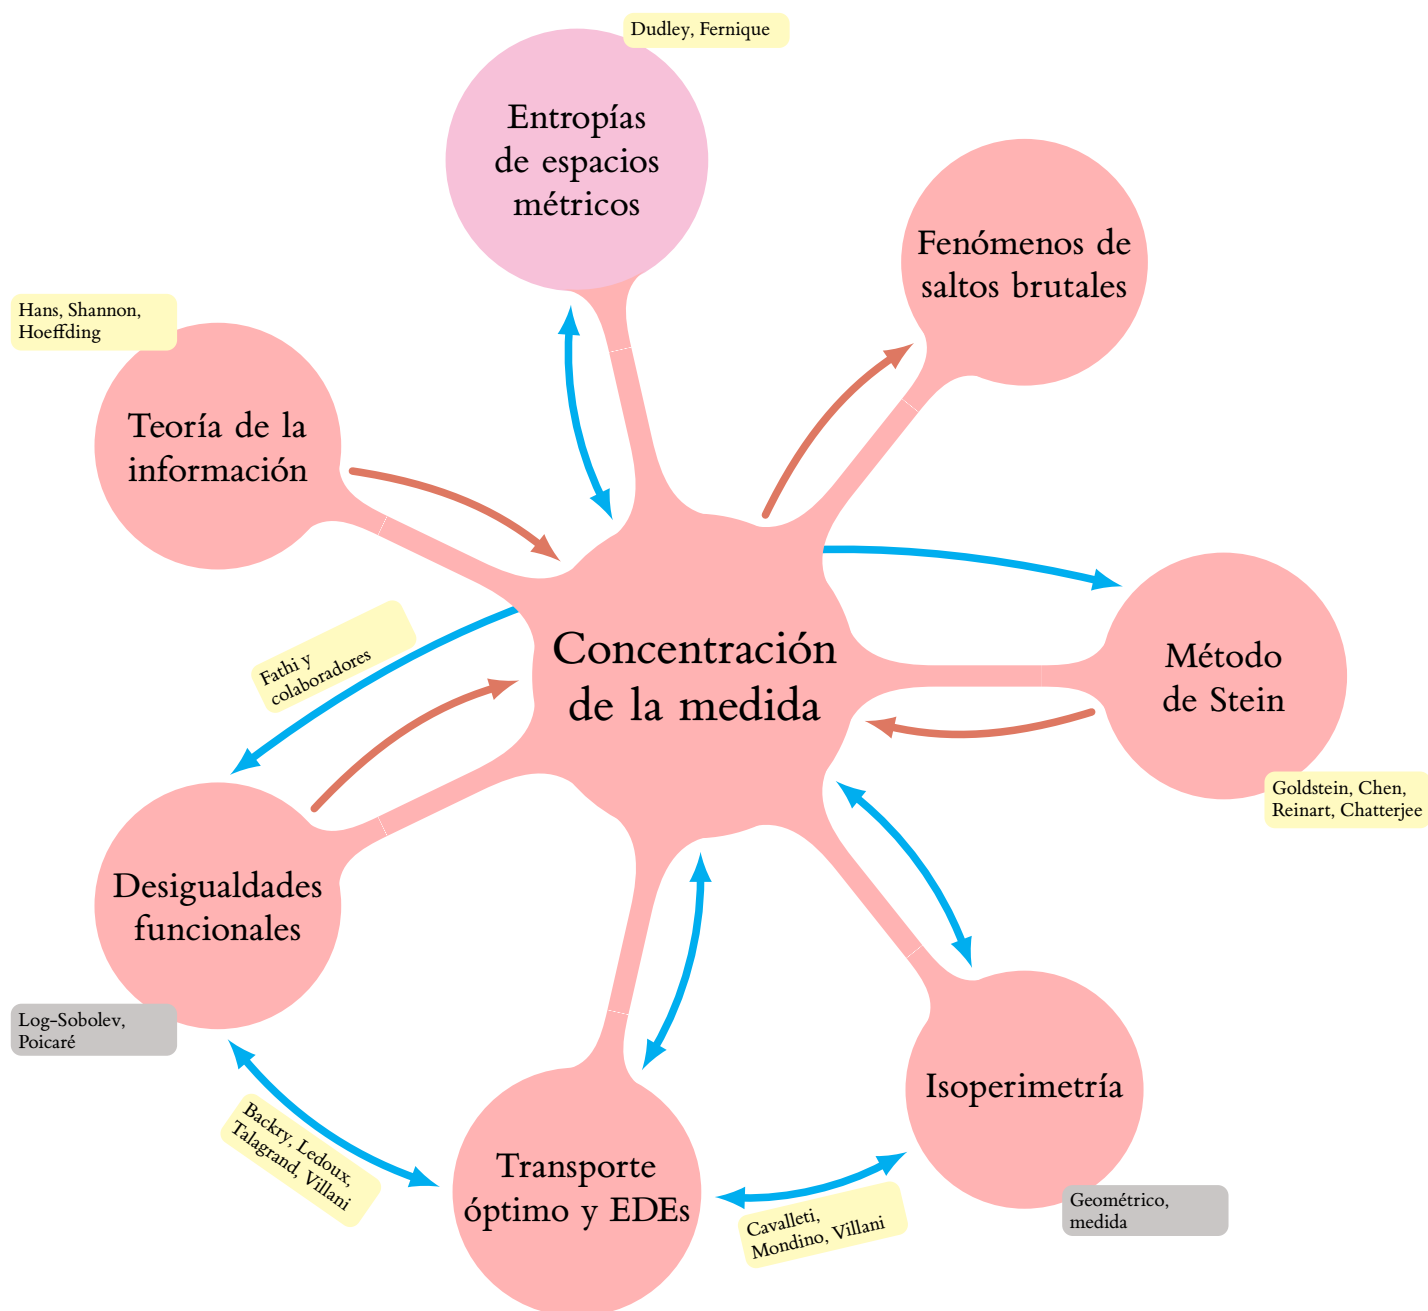 Dudley, Fernique
Entropías
de espacios
métricos
Fenómenos de
saltos brutales
Hans, Shannon,
Hoeffding
Teoría de la
información
Fathi y
colaboradores
Concentración
de la medida
Método
de Stein
Goldstein, Chen,
Reinart, Chatterjee
Desigualdades
funcionales
Log-Sobolev,
Poicaré
Backry, Ledoux,
Talagrand, Villani
Transporte
óptimo y EDEs
Cavalleti,
Mondino, Villani
Isoperimetría
Geométrico,
medida